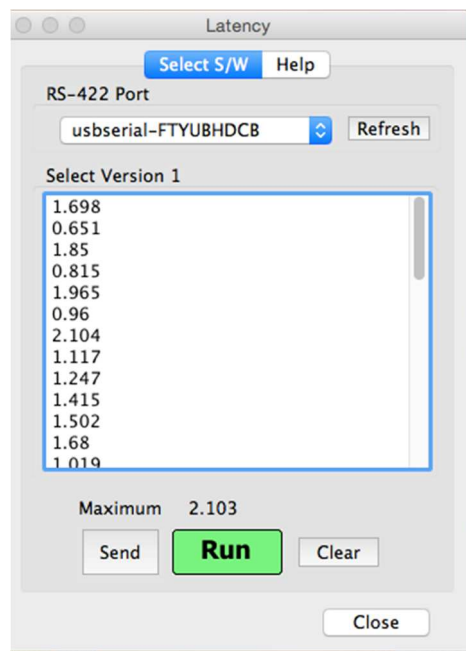 Latency
Select S/W Help
RS-422 Port
usbserial-FTYUBHDCB Refresh
Select Version 1
1.698
0.651
1.85
0.815
1.965
0.96
2.104
1.117
1.247
1.415
1.502
1.68
1.019
Maximum 2.103
Send Run Clear
Close